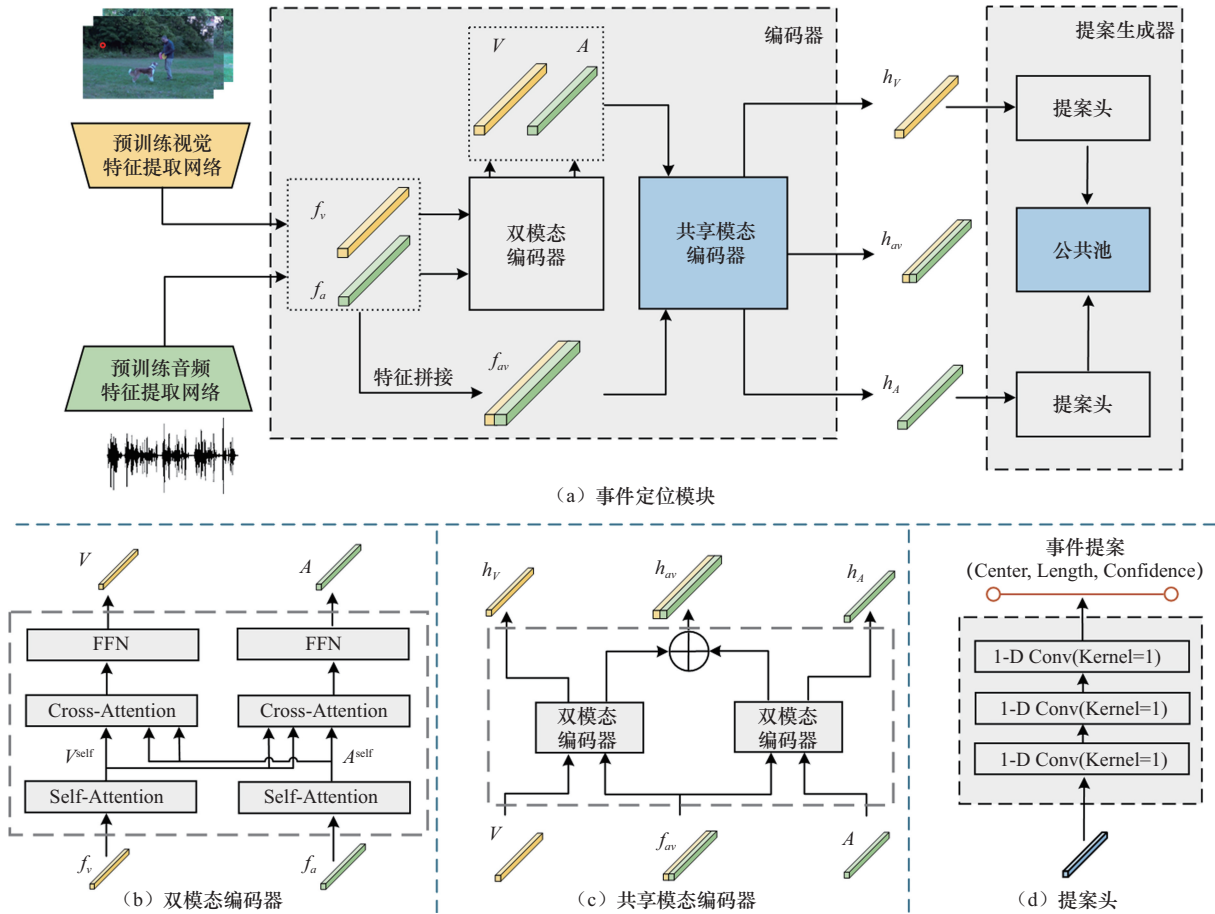 编码器
提案生成器
V
A
h_V
提案头
预训练视觉
特征提取网络
f_v
f_a
双模态
编码器
共享模态
编码器
h_av
公共池
预训练音频
特征提取网络
特征拼接
f_av
h_A
提案头
（a）事件定位模块
V
A
FFN
FFN
Cross-Attention
Cross-Attention
V^self
A^self
Self-Attention
Self-Attention
f_v
f_a
（b）双模态编码器
h_V
h_av
h_A
双模态
编码器
双模态
编码器
V
f_av
A
（c）共享模态编码器
事件提案
(Center, Length, Confidence)
1-D Conv(Kernel=1)
1-D Conv(Kernel=1)
1-D Conv(Kernel=1)
（d）提案头